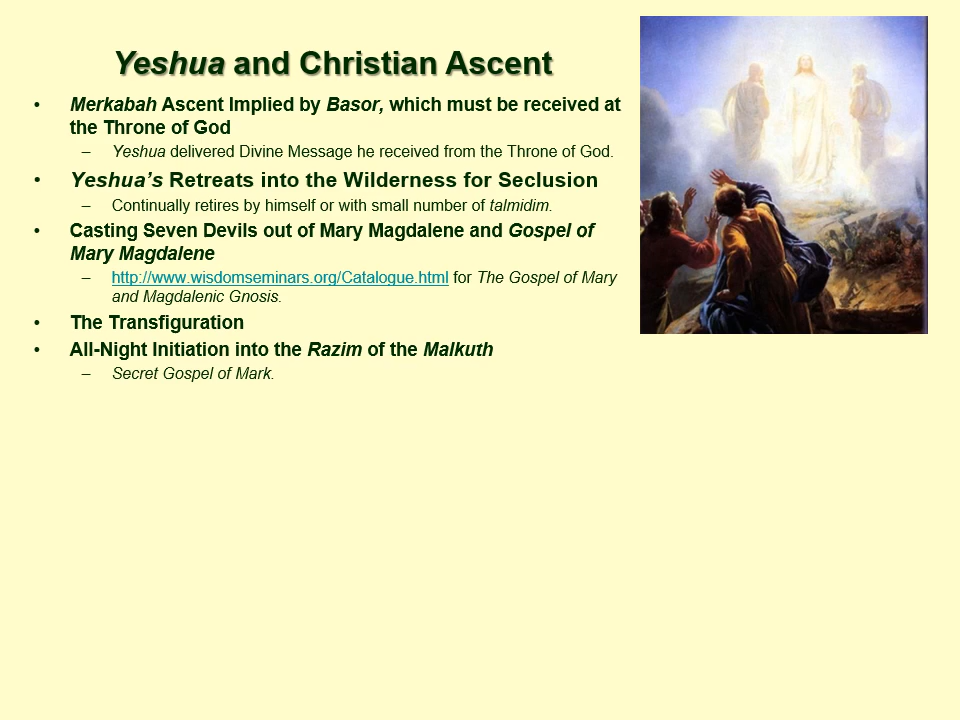 Yeshua and Christian Ascent
• Merkabah Ascent Implied by Basor, which must be received at
the Throne of God
– Yeshua delivered Divine Message he received from the Throne of God.
• Yeshua’s Retreats into the Wilderness for Seclusion
– Continually retires by himself or with small number of talmidim.
• Casting Seven Devils out of Mary Magdalene and Gospel of
Mary Magdalene
– http://www.wisdomseminars.org/Catalogue.html for The Gospel of Mary
and Magdalenic Gnosis.
• The Transfiguration
• All-Night Initiation into the Razim of the Malkuth
– Secret Gospel of Mark.